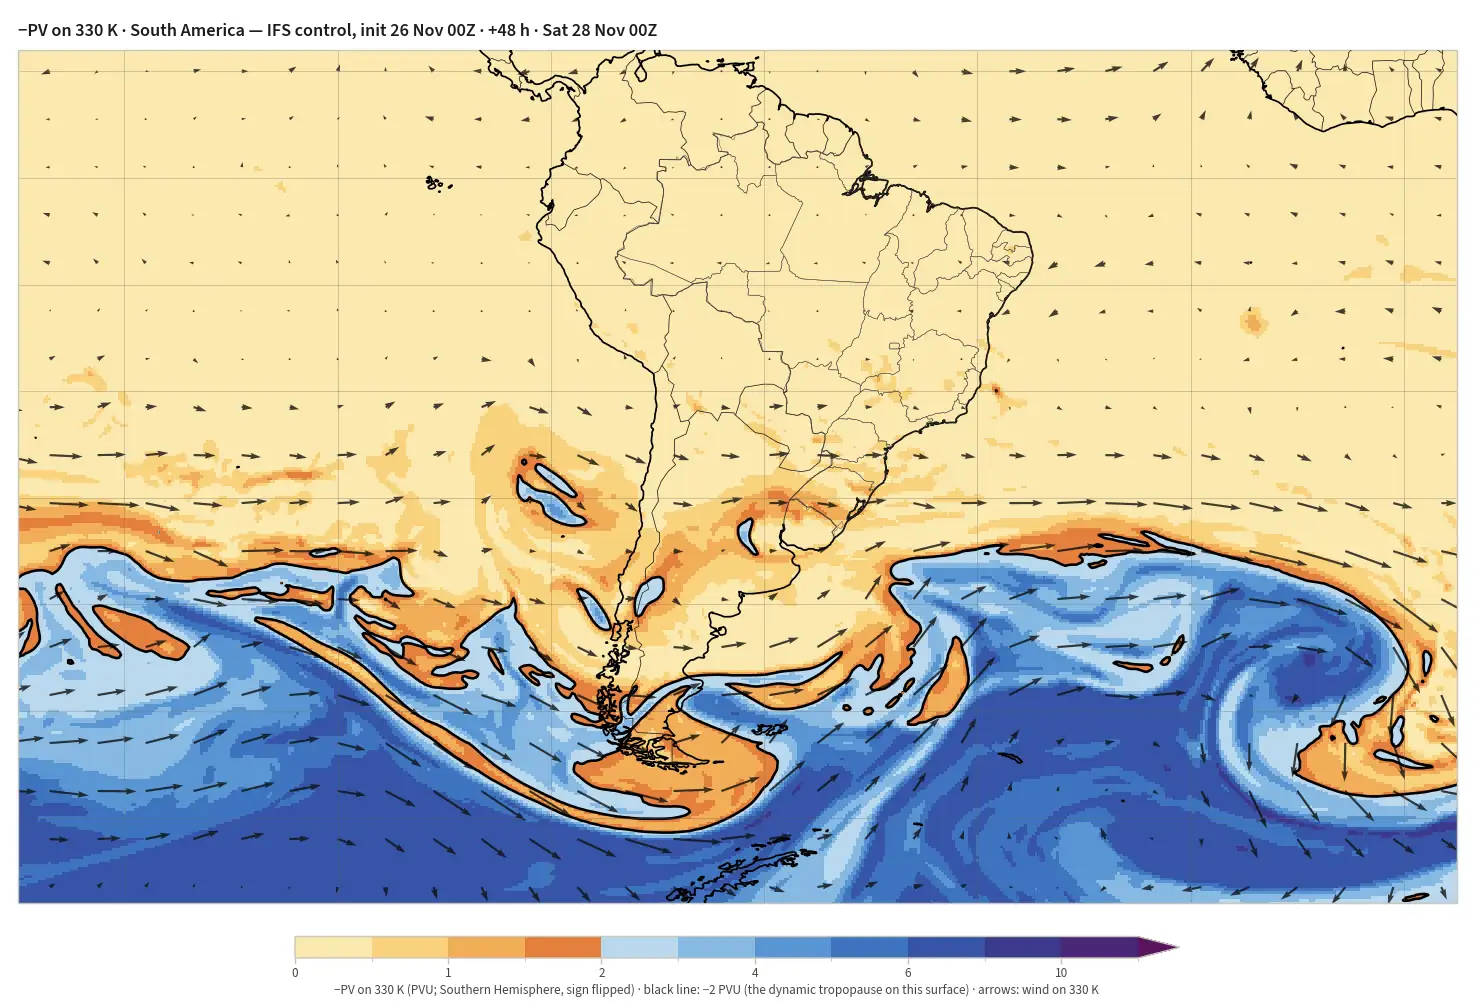 −PV on 330 K · South America — IFS control, init 26 Nov 00Z · +48 h · Sat 28 Nov 00Z
0 1 2 4 6 10
−PV on 330 K (PVU; Southern Hemisphere, sign flipped) · black line: −2 PVU (the dynamic tropopause on this surface) · arrows: wind on 330 K